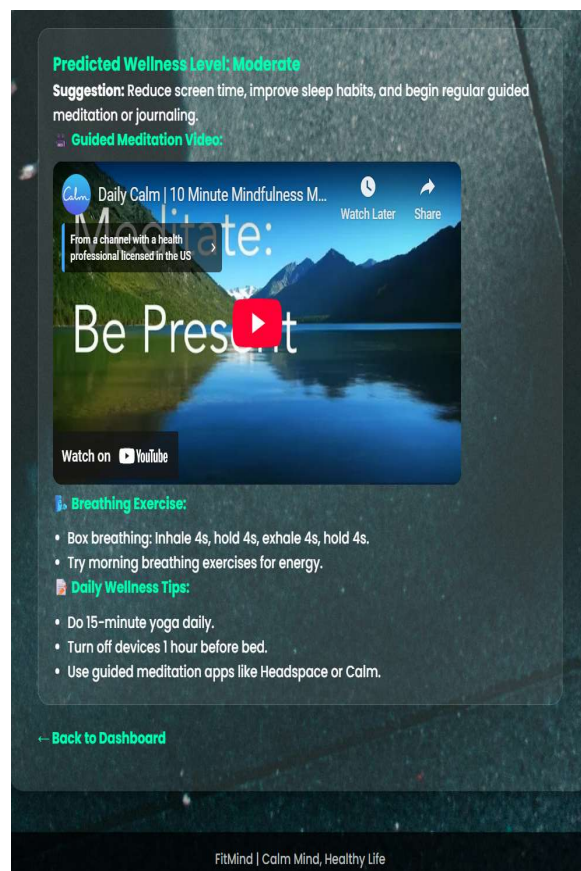 Predicted Wellness Level: Moderate
Suggestion: Reduce screen time, improve sleep habits, and begin regular guided
meditation or journaling.
Guided Meditation Video:
Calm
Daily Calm | 10 Minute Mindfulness M...
Watch Later
Share
Meditate:
From a channel with a health
professional licensed in the US
Be Present
Watch on YouTube
Breathing Exercise:
• Box breathing: Inhale 4s, hold 4s, exhale 4s, hold 4s.
• Try morning breathing exercises for energy.
Daily Wellness Tips:
• Do 15-minute yoga daily.
• Turn off devices 1 hour before bed.
• Use guided meditation apps like Headspace or Calm.
← Back to Dashboard
FitMind | Calm Mind, Healthy Life